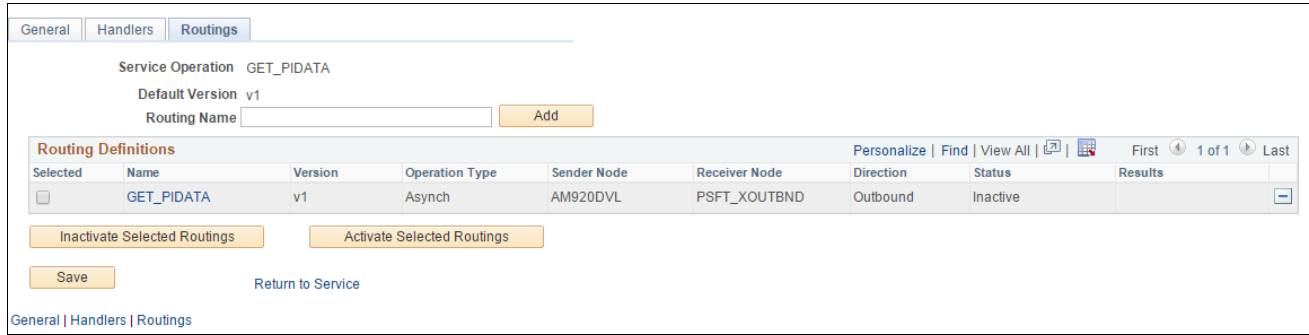 General Handlers Routings
Service Operation GET_PIDATA
Default Version v1
Routing Name Add
Routing Definitions Personalize | Find | View All | | First 1 of 1 Last
Selected Name Version Operation Type Sender Node Receiver Node Direction Status Results
GET_PIDATA v1 Asynch AM920DVL PSFT_XOUTBND Outbound Inactive
Inactivate Selected Routings Activate Selected Routings
Save Return to Service
General | Handlers | Routings